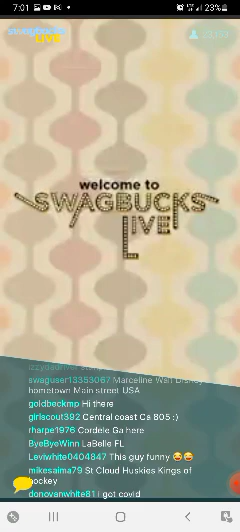 7:01
23%
swagbucks
LIVE
welcome to
SWAGBUCKS
LIVE
swaguser13353067 Marceline Walt Disney
hometown Main street USA
goldbeckmp Hi there
girlscout392 Central coast Ca 805 :)
rharpe1976 Cordele Ga here
ByeByeWinn LaBelle FL
Leviwhite0404847 This guy funny 😂😂
mikesalma79 St Cloud Huskies Kings of
hockey
donovanwhite81 i got covid